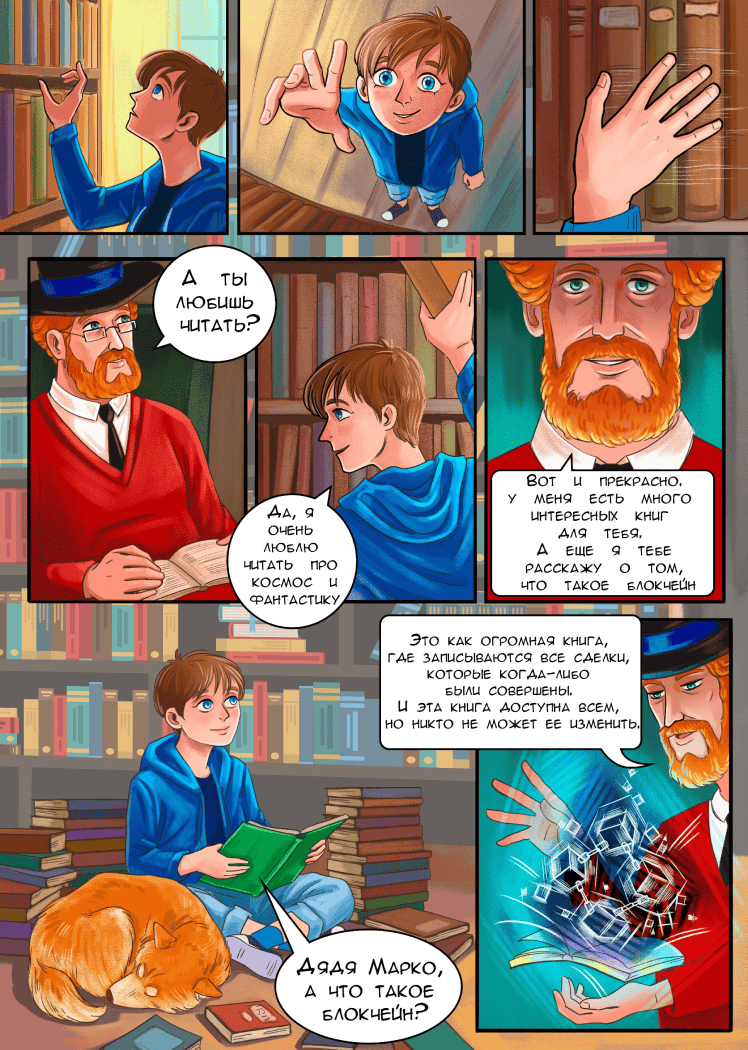 А ты
любишь
читать?
Да, я
очень
люблю
читать про
космос и
фантастику
Вот и прекрасно.
у меня есть много
интересных книг
для тебя.
А еще я тебе
расскажу о том,
что такое блокчейн
Это как огромная книга,
где записываются все сделки,
которые когда-либо
были совершены.
И эта книга доступна всем,
но никто не может ее изменить.
Дядя Марко,
а что такое
блокчейн?